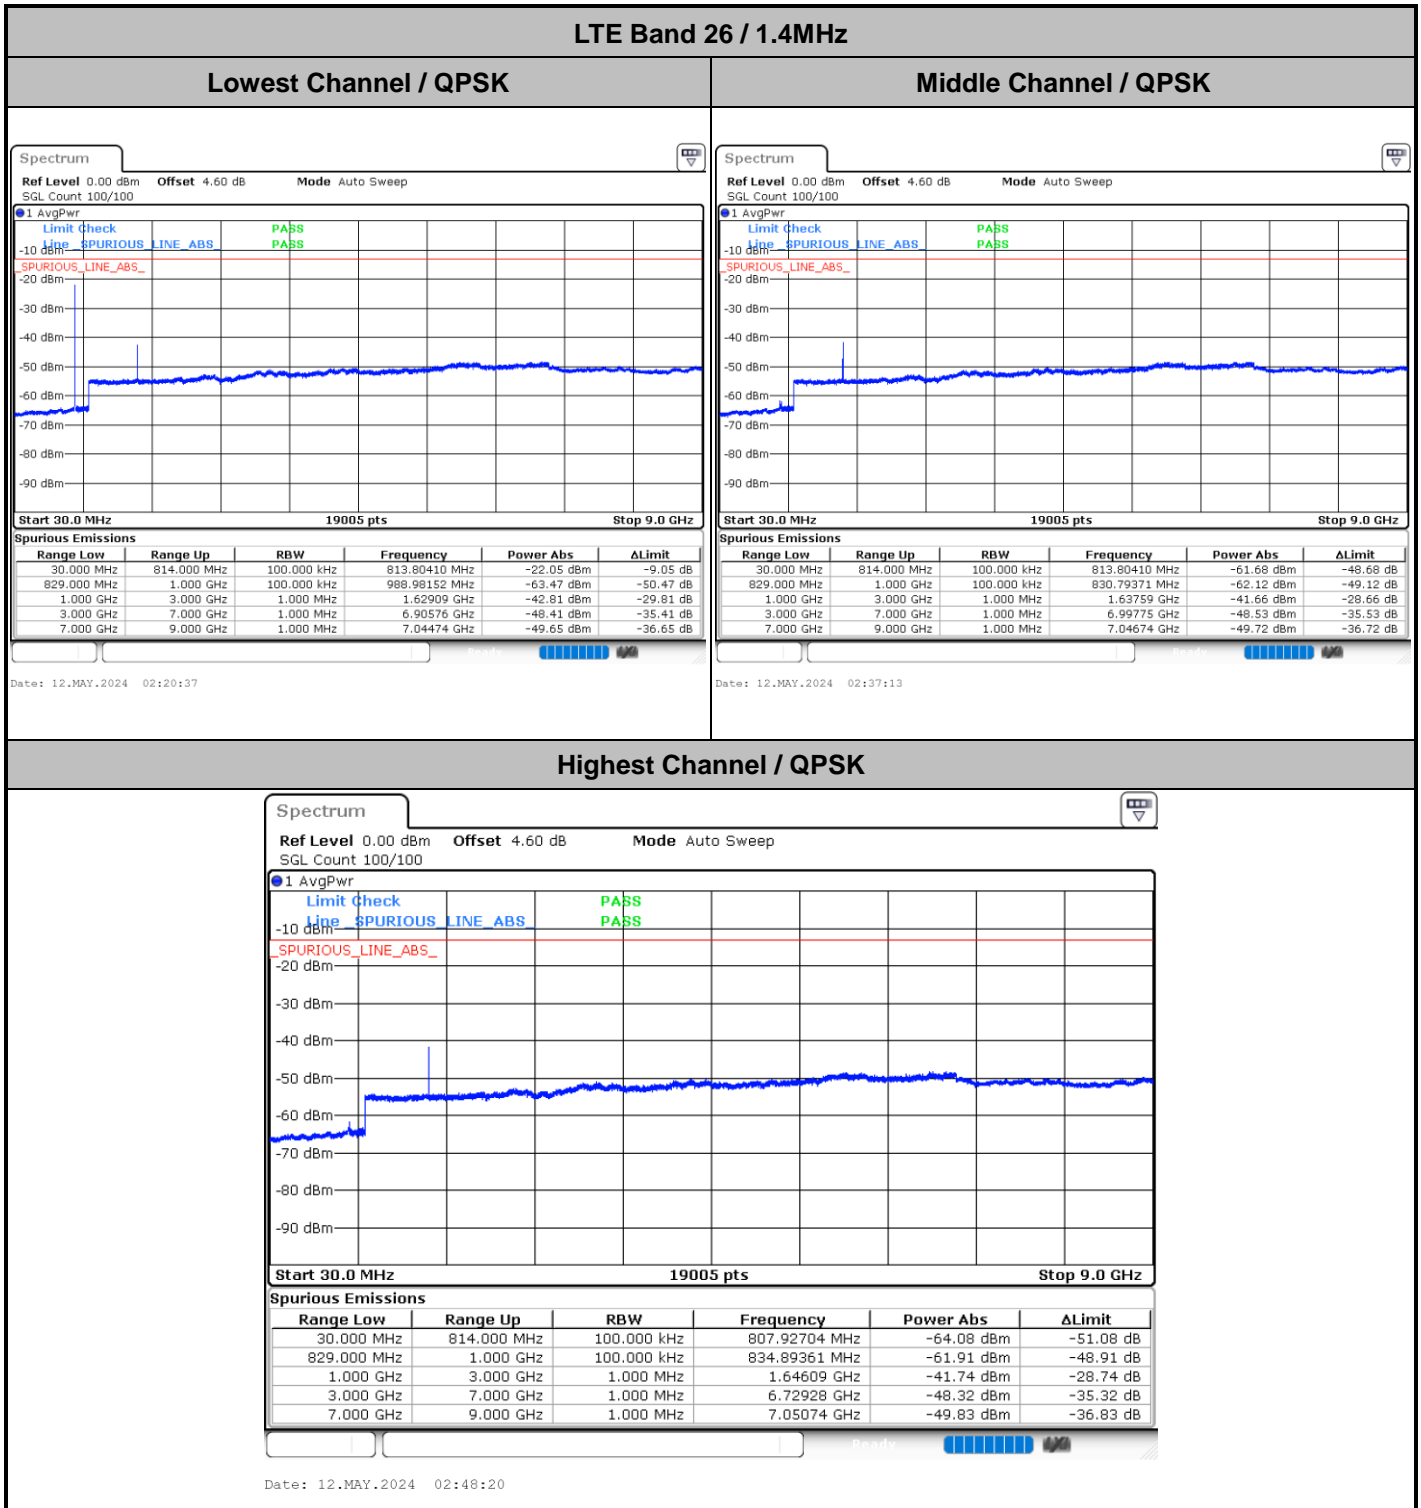 LTE Band 26 / 1.4MHz
Lowest Channel / QPSK
Middle Channel / QPSK
Spectrum
Ref Level 0.00 dBm Offset 4.60 dB Mode Auto Sweep
SGL Count 100/100
1 AvgPwr
Limit Check PASS
Line _SPURIOUS_LINE_ABS_ PASS
-10 dBm
_SPURIOUS_LINE_ABS_
-20 dBm
-30 dBm
-40 dBm
-50 dBm
-60 dBm
-70 dBm
-80 dBm
-90 dBm
Start 30.0 MHz 19005 pts Stop 9.0 GHz
Spurious Emissions
Range Low Range Up RBW Frequency Power Abs ΔLimit
30.000 MHz 814.000 MHz 100.000 kHz 813.80410 MHz -22.05 dBm -9.05 dB
829.000 MHz 1.000 GHz 100.000 kHz 988.98152 MHz -63.47 dBm -50.47 dB
1.000 GHz 3.000 GHz 1.000 MHz 1.62909 GHz -42.81 dBm -29.81 dB
3.000 GHz 7.000 GHz 1.000 MHz 6.90576 GHz -48.41 dBm -35.41 dB
7.000 GHz 9.000 GHz 1.000 MHz 7.04474 GHz -49.65 dBm -36.65 dB
Ready
Date: 12.MAY.2024 02:20:37
Spectrum
Ref Level 0.00 dBm Offset 4.60 dB Mode Auto Sweep
SGL Count 100/100
1 AvgPwr
Limit Check PASS
Line _SPURIOUS_LINE_ABS_ PASS
-10 dBm
_SPURIOUS_LINE_ABS_
-20 dBm
-30 dBm
-40 dBm
-50 dBm
-60 dBm
-70 dBm
-80 dBm
-90 dBm
Start 30.0 MHz 19005 pts Stop 9.0 GHz
Spurious Emissions
Range Low Range Up RBW Frequency Power Abs ΔLimit
30.000 MHz 814.000 MHz 100.000 kHz 813.80410 MHz -61.68 dBm -48.68 dB
829.000 MHz 1.000 GHz 100.000 kHz 830.79371 MHz -62.12 dBm -49.12 dB
1.000 GHz 3.000 GHz 1.000 MHz 1.63759 GHz -41.66 dBm -28.66 dB
3.000 GHz 7.000 GHz 1.000 MHz 6.99775 GHz -48.53 dBm -35.53 dB
7.000 GHz 9.000 GHz 1.000 MHz 7.04674 GHz -49.72 dBm -36.72 dB
Ready
Date: 12.MAY.2024 02:37:13
Highest Channel / QPSK
Spectrum
Ref Level 0.00 dBm Offset 4.60 dB Mode Auto Sweep
SGL Count 100/100
1 AvgPwr
Limit Check PASS
Line _SPURIOUS_LINE_ABS_ PASS
-10 dBm
_SPURIOUS_LINE_ABS_
-20 dBm
-30 dBm
-40 dBm
-50 dBm
-60 dBm
-70 dBm
-80 dBm
-90 dBm
Start 30.0 MHz 19005 pts Stop 9.0 GHz
Spurious Emissions
Range Low Range Up RBW Frequency Power Abs ΔLimit
30.000 MHz 814.000 MHz 100.000 kHz 807.92704 MHz -64.08 dBm -51.08 dB
829.000 MHz 1.000 GHz 100.000 kHz 834.89361 MHz -61.91 dBm -48.91 dB
1.000 GHz 3.000 GHz 1.000 MHz 1.64609 GHz -41.74 dBm -28.74 dB
3.000 GHz 7.000 GHz 1.000 MHz 6.72928 GHz -48.32 dBm -35.32 dB
7.000 GHz 9.000 GHz 1.000 MHz 7.05074 GHz -49.83 dBm -36.83 dB
Ready
Date: 12.MAY.2024 02:48:20